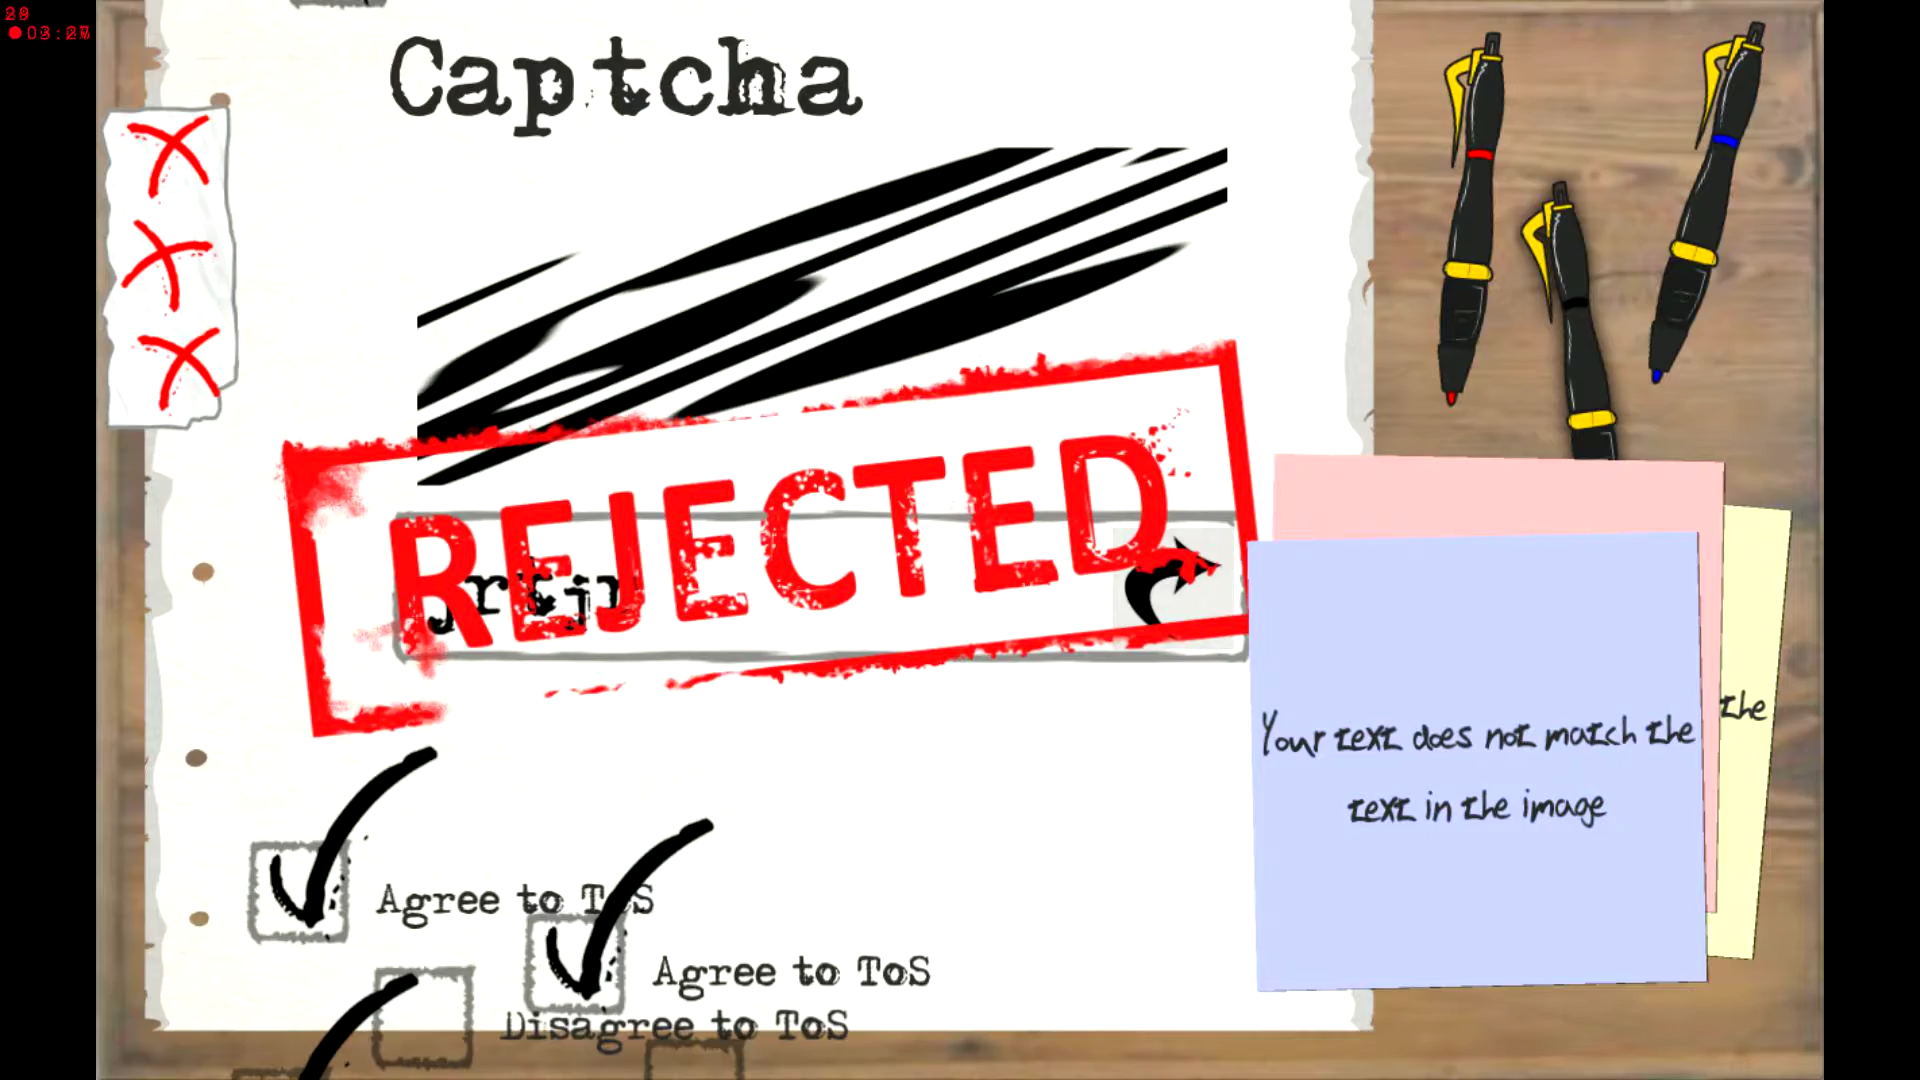 Captcha
REJECTED
Your text does not match the
text in the image
the
Agree to ToS
Agree to ToS
Disagree to ToS